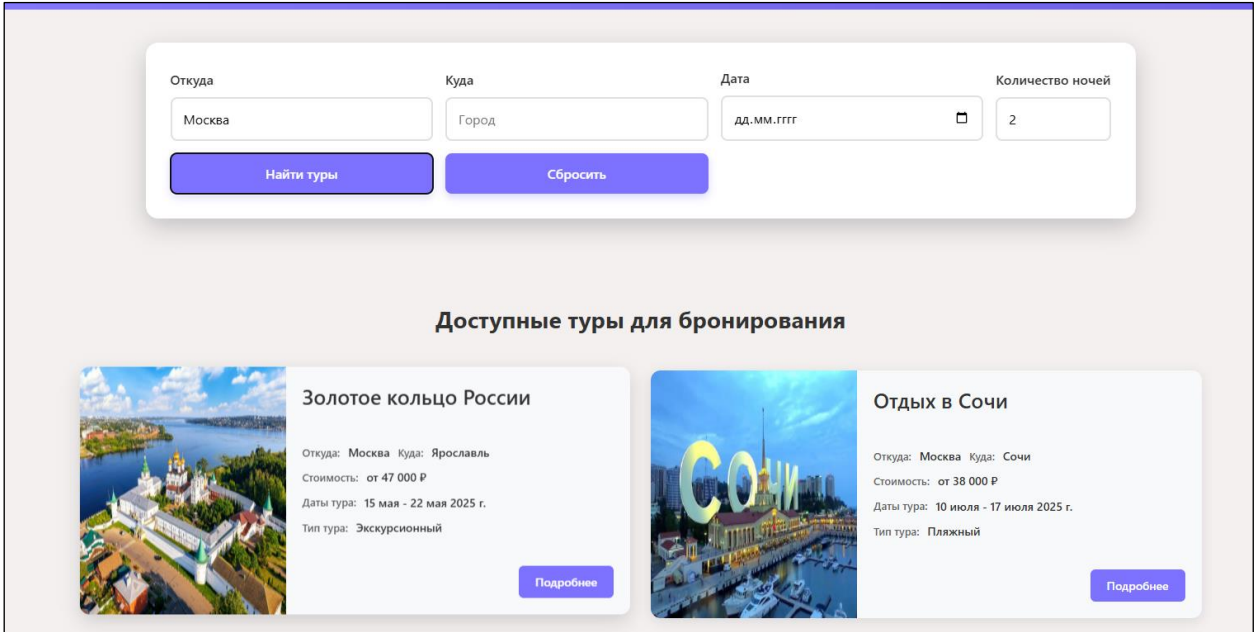 Откуда
Куда
Дата
Количество ночей
Москва
Город
дд.мм.гггг
2
Найти туры
Сбросить
Доступные туры для бронирования
Золотое кольцо России
Откуда: Москва Куда: Ярославль
Стоимость: от 47 000 ₽
Даты тура: 15 мая - 22 мая 2025 г.
Тип тура: Экскурсионный
Подробнее
СОЧИ
Отдых в Сочи
Откуда: Москва Куда: Сочи
Стоимость: от 38 000 ₽
Даты тура: 10 июля - 17 июля 2025 г.
Тип тура: Пляжный
Подробнее